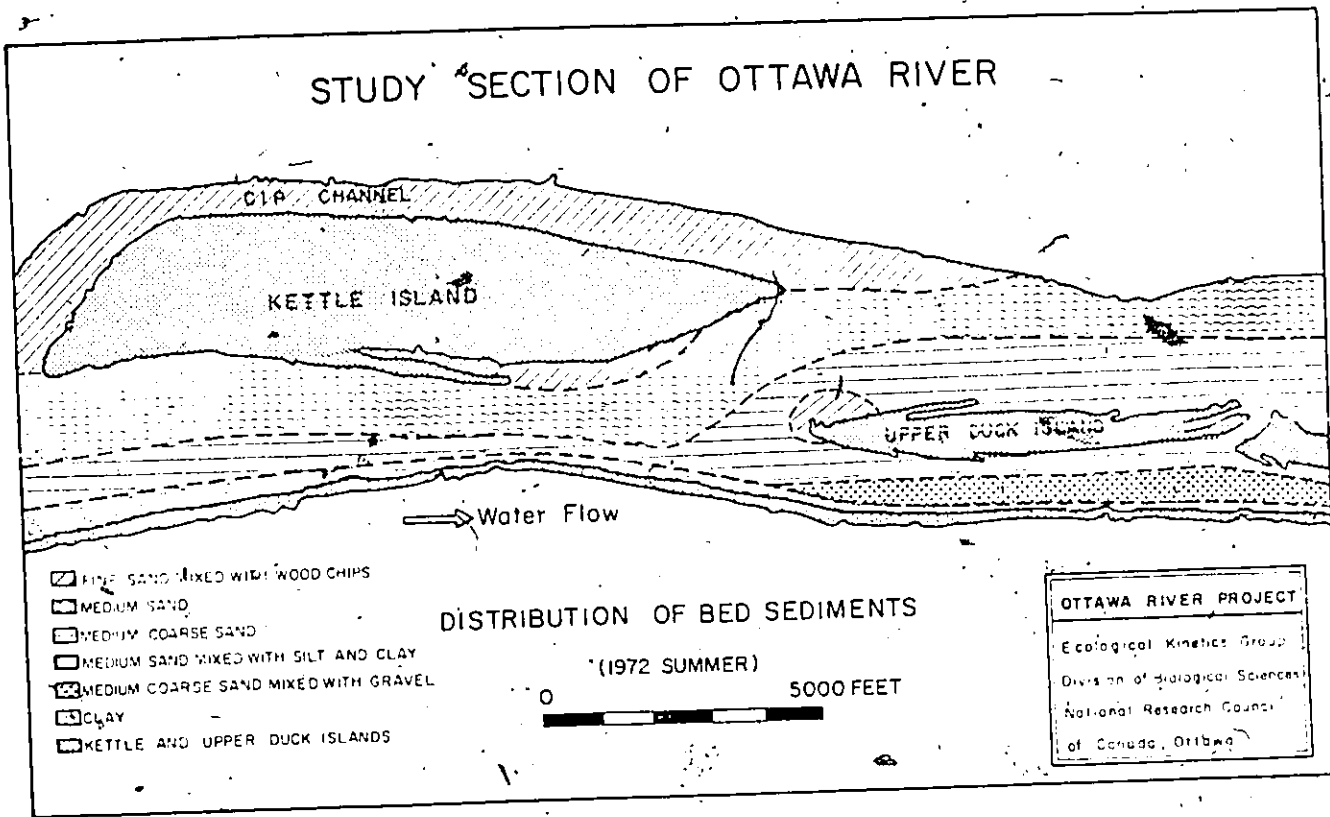 STUDY SECTION OF OTTAWA RIVER
CIP CHANNEL
KETTLE ISLAND
UPPER DUCK ISLAND
Water Flow
FINE SAND MIXED WITH WOOD CHIPS
MEDIUM SAND
MEDIUM COARSE SAND
MEDIUM SAND MIXED WITH SILT AND CLAY
MEDIUM COARSE SAND MIXED WITH GRAVEL
CLAY
KETTLE AND UPPER DUCK ISLANDS
DISTRIBUTION OF BED SEDIMENTS
(1972 SUMMER)
0 5000 FEET
OTTAWA RIVER PROJECT
Ecological Kinetics Group
Division of Biological Sciences
National Research Council
of Canada, Ottawa